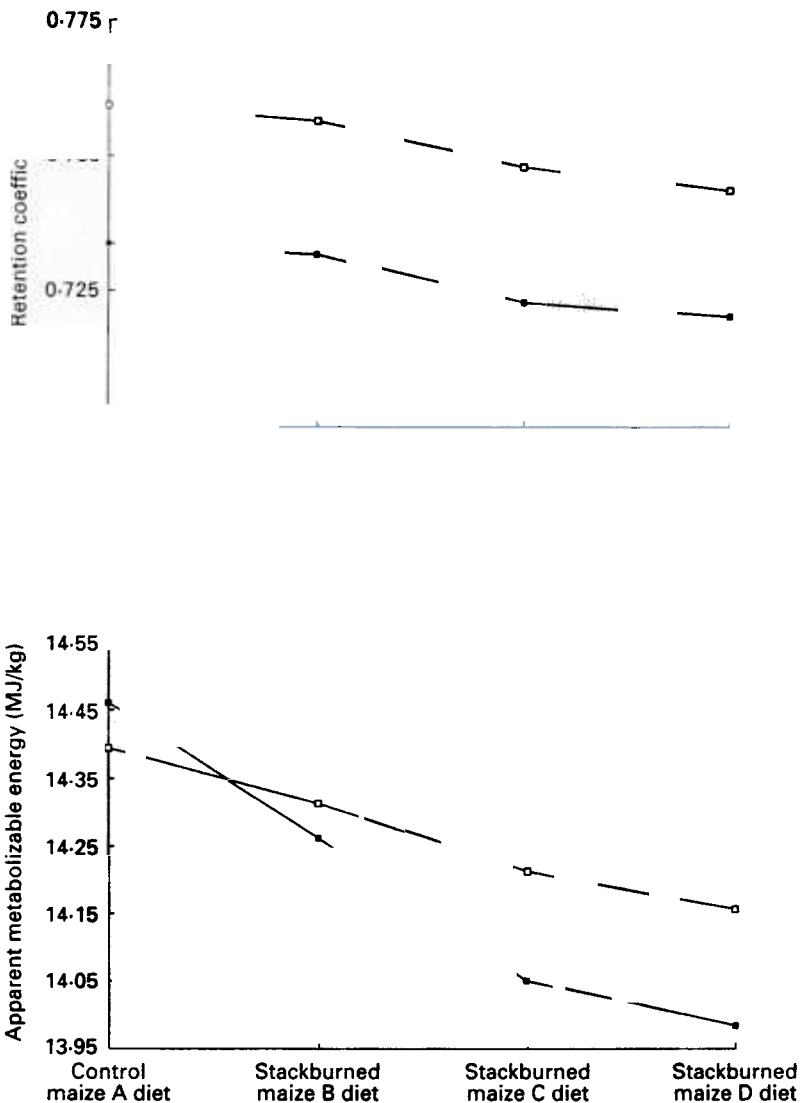 0·775
Retention coeffic
0·725
Apparent metabolizable energy (MJ/kg)
14·55
14·45
14·35
14·25
14·15
14·05
13·95
Control
maize A diet
Stackburned
maize B diet
Stackburned
maize C diet
Stackburned
maize D diet